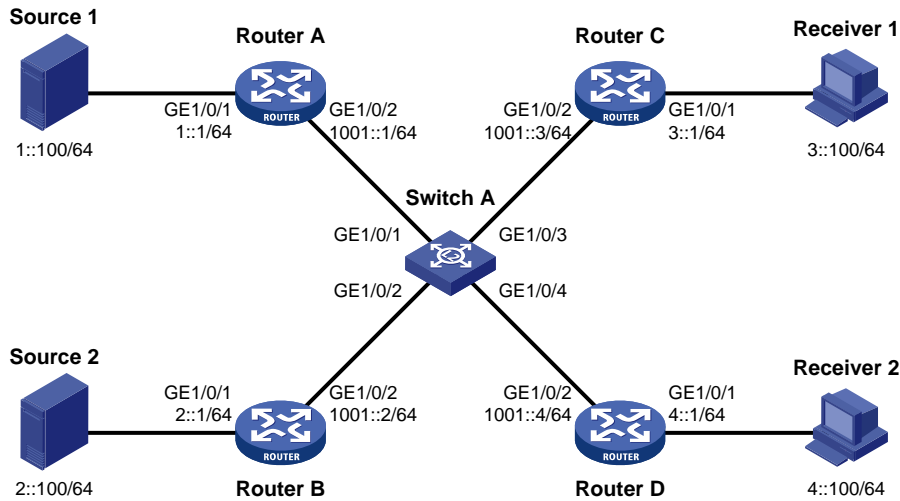 Source 1
Router A
Router C
Receiver 1
GE1/0/1
1::1/64
GE1/0/2
1001::1/64
GE1/0/2
1001::3/64
GE1/0/1
3::1/64
ROUTER
ROUTER
1::100/64
3::100/64
Switch A
GE1/0/1
GE1/0/3
GE1/0/2
GE1/0/4
Source 2
Receiver 2
GE1/0/1
2::1/64
GE1/0/2
1001::2/64
GE1/0/2
1001::4/64
GE1/0/1
4::1/64
ROUTER
ROUTER
2::100/64
Router B
Router D
4::100/64